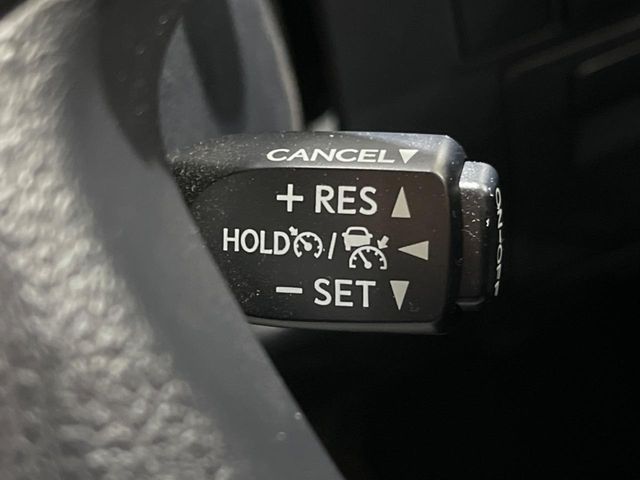 CANCEL▼
+ RES ▲
HOLD / ◀
− SET ▼
ON/OFF